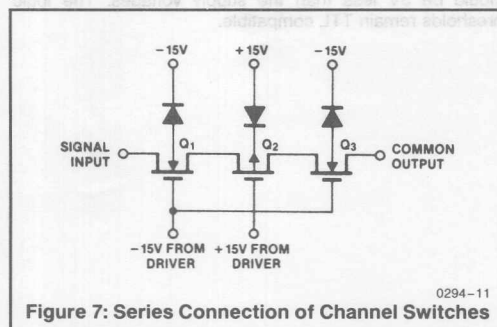 -15V +15V -15V
SIGNAL INPUT Q1 Q2 Q3 COMMON OUTPUT
-15V FROM DRIVER +15V FROM DRIVER
0294-11
Figure 7: Series Connection of Channel Switches